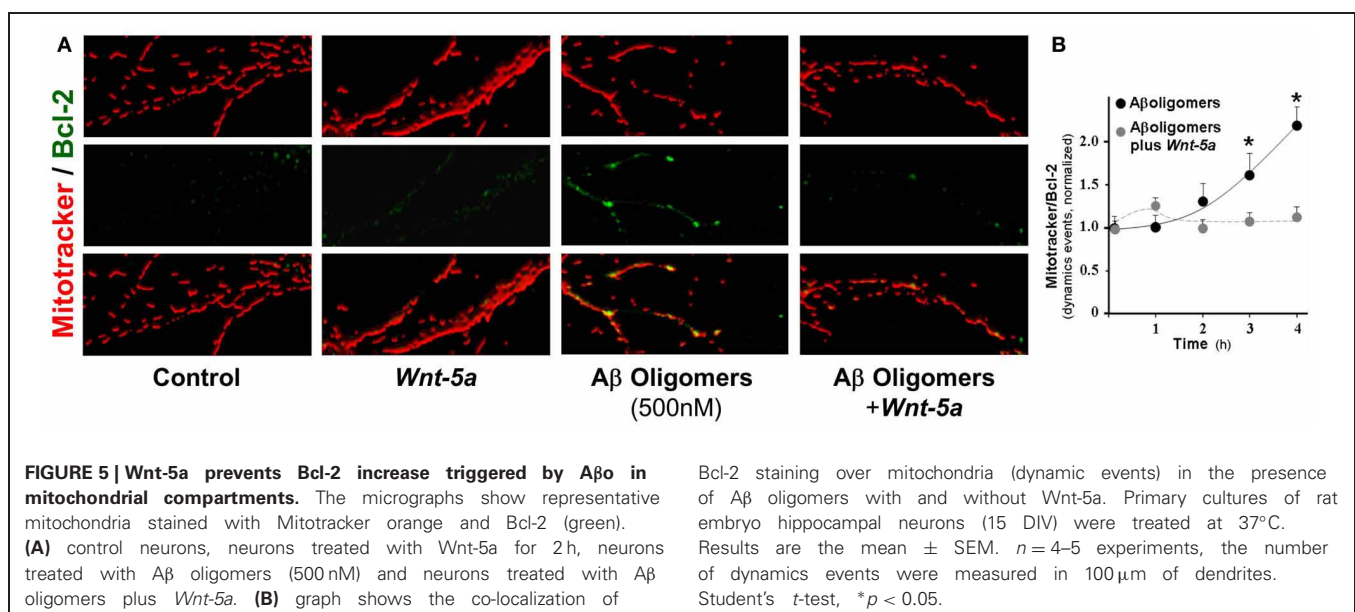 A
Mitotracker / Bcl-2
Control
Wnt-5a
Aβ Oligomers
(500nM)
Aβ Oligomers
+Wnt-5a
B
Mitotracker/Bcl-2
(dynamics events, normalized)
Aβoligomers
Aβoligomers
plus Wnt-5a
*
*
2.0
1.5
1.0
0.5
0
1
2
3
4
Time (h)
FIGURE 5 | Wnt-5a prevents Bcl-2 increase triggered by Aβo in
mitochondrial compartments. The micrographs show representative
mitochondria stained with Mitotracker orange and Bcl-2 (green).
(A) control neurons, neurons treated with Wnt-5a for 2 h, neurons
treated with Aβ oligomers (500 nM) and neurons treated with Aβ
oligomers plus Wnt-5a. (B) graph shows the co-localization of
Bcl-2 staining over mitochondria (dynamic events) in the presence
of Aβ oligomers with and without Wnt-5a. Primary cultures of rat
embryo hippocampal neurons (15 DIV) were treated at 37°C.
Results are the mean ± SEM. n = 4–5 experiments, the number
of dynamics events were measured in 100 μm of dendrites.
Student's t-test, *p < 0.05.